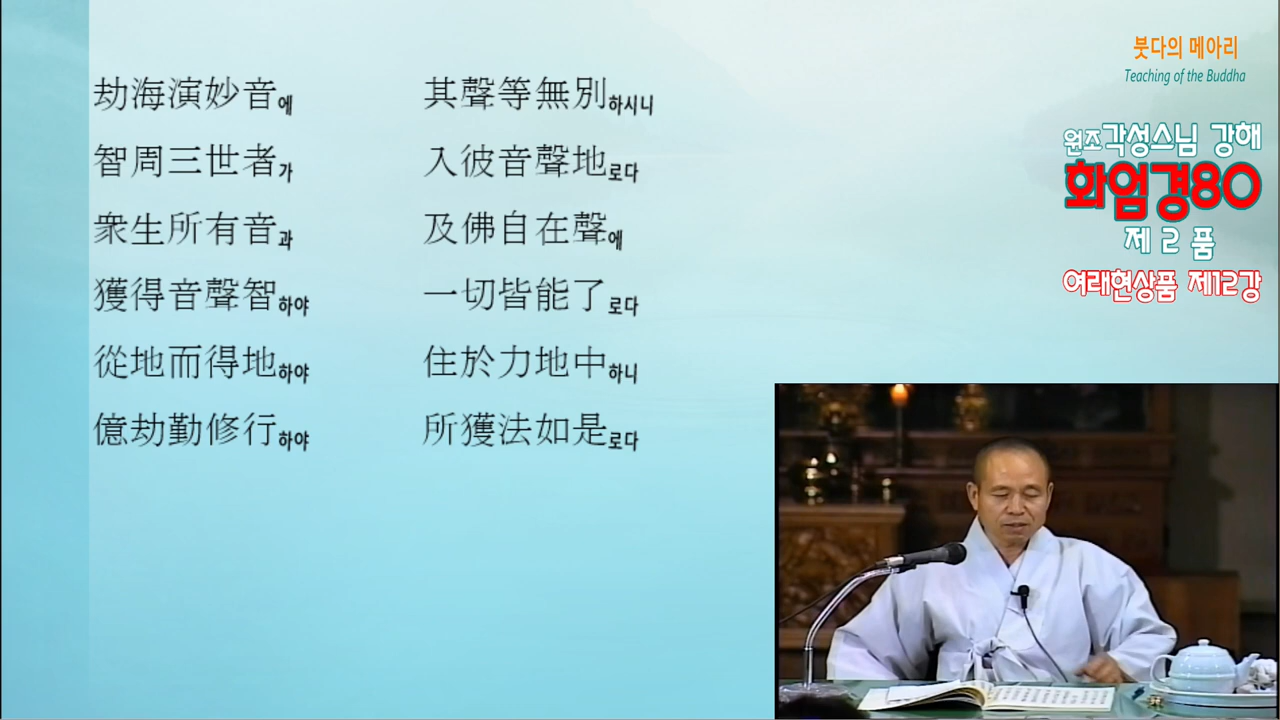 劫海演妙音에 其聲等無別하시니
智周三世者가 入彼音聲地로다
衆生所有音과 及佛自在聲에
獲得音聲智하야 一切皆能了로다
從地而得地하야 住於力地中하니
億劫勤修行하야 所獲法如是로다
붓다의 메아리
Teaching of the Buddha
원조각성스님 강해
화엄경80
제2품
여래현상품 제12강